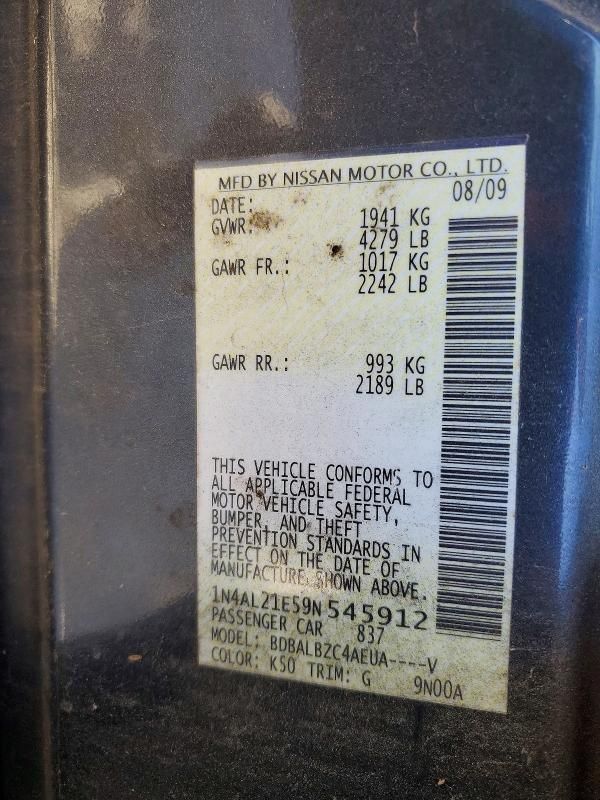 MFD BY NISSAN MOTOR CO., LTD.
DATE: 08/09
GVWR: 1941 KG
4279 LB
GAWR FR.: 1017 KG
2242 LB
GAWR RR.: 993 KG
2189 LB
THIS VEHICLE CONFORMS TO
ALL APPLICABLE FEDERAL
MOTOR VEHICLE SAFETY,
BUMPER, AND THEFT
PREVENTION STANDARDS IN
EFFECT ON THE DATE OF
MANUFACTURE SHOWN ABOVE.
1N4AL21E59N545912
PASSENGER CAR 837
MODEL: BDBALBZC4AEUA----V
COLOR: K50 TRIM: G 9N00A